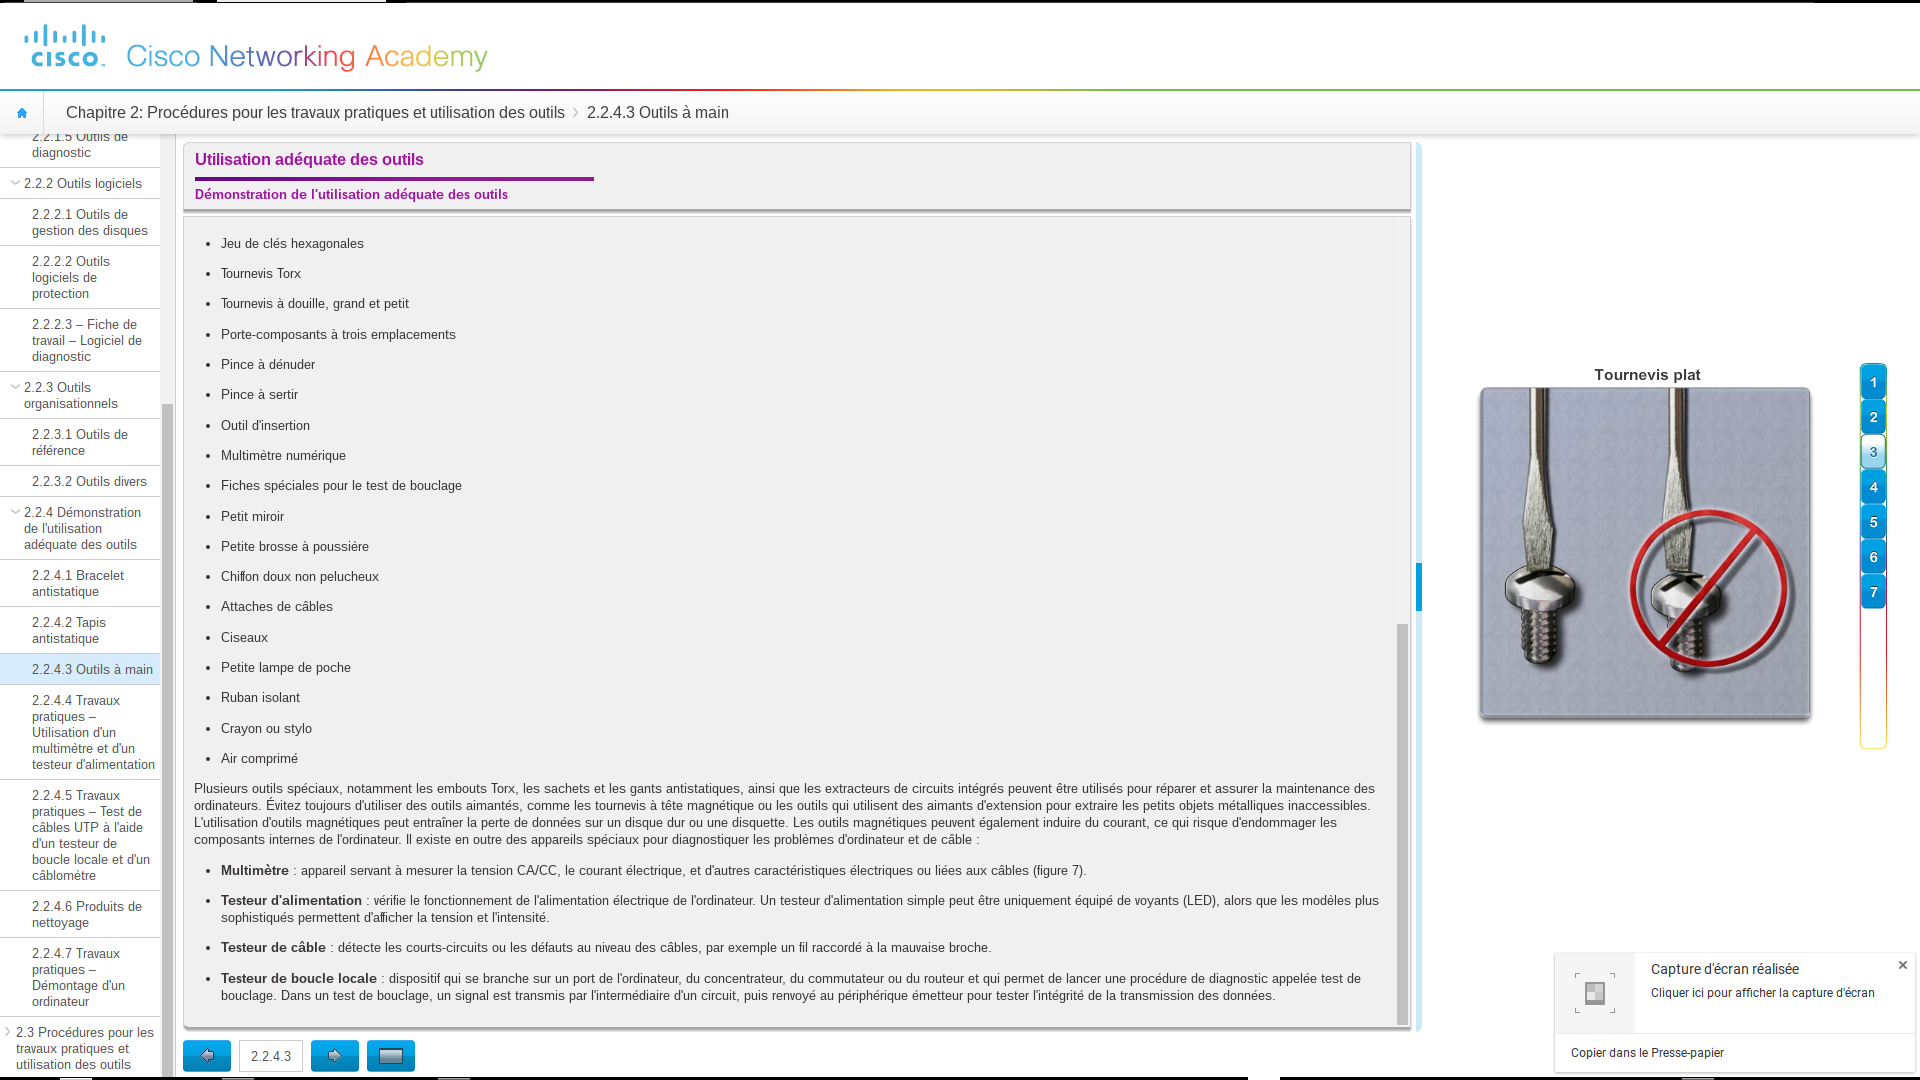 cisco
Cisco Networking Academy
Chapitre 2: Procédures pour les travaux pratiques et utilisation des outils
2.2.4.3 Outils à main
2.2.1.5 Outils de
diagnostic
2.2.2 Outils logiciels
2.2.2.1 Outils de
gestion des disques
2.2.2.2 Outils
logiciels de
protection
2.2.2.3 – Fiche de
travail – Logiciel de
diagnostic
2.2.3 Outils
organisationnels
2.2.3.1 Outils de
référence
2.2.3.2 Outils divers
2.2.4 Démonstration
de l'utilisation
adéquate des outils
2.2.4.1 Bracelet
antistatique
2.2.4.2 Tapis
antistatique
2.2.4.3 Outils à main
2.2.4.4 Travaux
pratiques –
Utilisation d'un
multimètre et d'un
testeur d'alimentation
2.2.4.5 Travaux
pratiques – Test de
câbles UTP à l'aide
d'un testeur de
boucle locale et d'un
câblomètre
2.2.4.6 Produits de
nettoyage
2.2.4.7 Travaux
pratiques –
Démontage d'un
ordinateur
2.3 Procédures pour les
travaux pratiques et
utilisation des outils
Utilisation adéquate des outils
Démonstration de l'utilisation adéquate des outils
• Jeu de clés hexagonales
• Tournevis Torx
• Tournevis à douille, grand et petit
• Porte-composants à trois emplacements
• Pince à dénuder
• Pince à sertir
• Outil d'insertion
• Multimètre numérique
• Fiches spéciales pour le test de bouclage
• Petit miroir
• Petite brosse à poussière
• Chiffon doux non pelucheux
• Attaches de câbles
• Ciseaux
• Petite lampe de poche
• Ruban isolant
• Crayon ou stylo
• Air comprimé
Plusieurs outils spéciaux, notamment les embouts Torx, les sachets et les gants antistatiques, ainsi que les extracteurs de circuits intégrés peuvent être utilisés pour réparer et assurer la maintenance des
ordinateurs. Évitez toujours d'utiliser des outils aimantés, comme les tournevis à tête magnétique ou les outils qui utilisent des aimants d'extension pour extraire les petits objets métalliques inaccessibles.
L'utilisation d'outils magnétiques peut entraîner la perte de données sur un disque dur ou une disquette. Les outils magnétiques peuvent également induire du courant, ce qui risque d'endommager les
composants internes de l'ordinateur. Il existe en outre des appareils spéciaux pour diagnostiquer les problèmes d'ordinateur et de câble :
• Multimètre : appareil servant à mesurer la tension CA/CC, le courant électrique, et d'autres caractéristiques électriques ou liées aux câbles (figure 7).
• Testeur d'alimentation : vérifie le fonctionnement de l'alimentation électrique de l'ordinateur. Un testeur d'alimentation simple peut être uniquement équipé de voyants (LED), alors que les modèles plus
sophistiqués permettent d'afficher la tension et l'intensité.
• Testeur de câble : détecte les courts-circuits ou les défauts au niveau des câbles, par exemple un fil raccordé à la mauvaise broche.
• Testeur de boucle locale : dispositif qui se branche sur un port de l'ordinateur, du concentrateur, du commutateur ou du routeur et qui permet de lancer une procédure de diagnostic appelée test de
bouclage. Dans un test de bouclage, un signal est transmis par l'intermédiaire d'un circuit, puis renvoyé au périphérique émetteur pour tester l'intégrité de la transmission des données.
2.2.4.3
Tournevis plat
1
2
3
4
5
6
7
Capture d'écran réalisée
Cliquer ici pour afficher la capture d'écran
Copier dans le Presse-papier